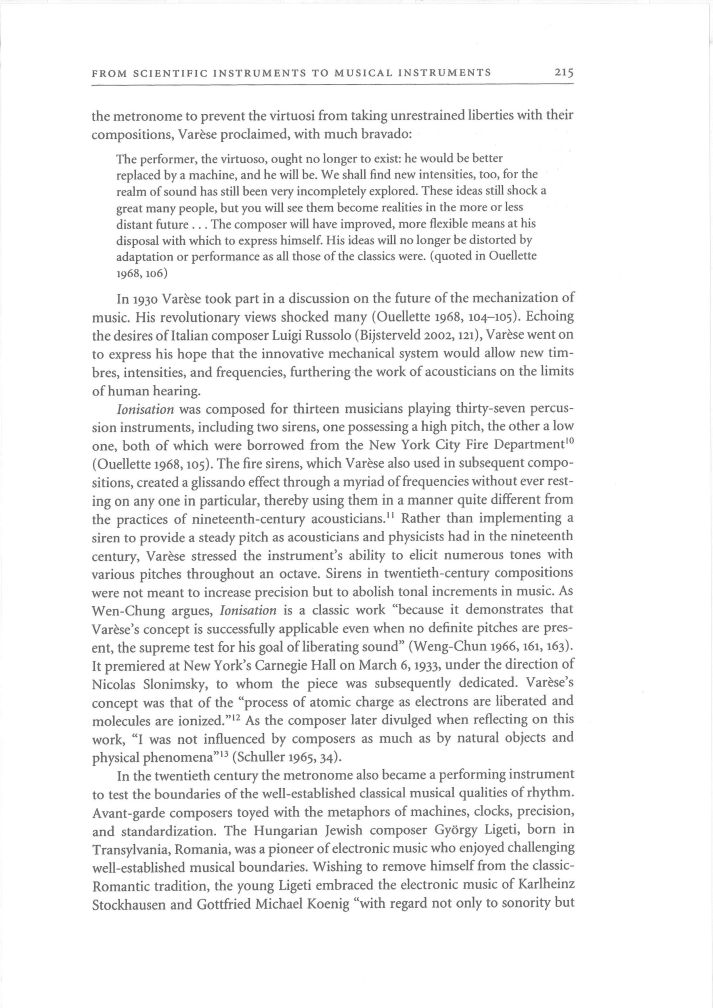 FROM SCIENTIFIC INSTRUMENTS TO MUSICAL INSTRUMENTS 215
the metronome to prevent the virtuosi from taking unrestrained liberties with their
compositions, Varèse proclaimed, with much bravado:
The performer, the virtuoso, ought no longer to exist: he would be better
replaced by a machine, and he will be. We shall find new intensities, too, for the
realm of sound has still been very incompletely explored. These ideas still shock a
great many people, but you will see them become realities in the more or less
distant future . . . The composer will have improved, more flexible means at his
disposal with which to express himself. His ideas will no longer be distorted by
adaptation or performance as all those of the classics were. (quoted in Ouellette
1968, 106)
In 1930 Varèse took part in a discussion on the future of the mechanization of
music. His revolutionary views shocked many (Ouellette 1968, 104–105). Echoing
the desires of Italian composer Luigi Russolo (Bijsterveld 2002, 121), Varèse went on
to express his hope that the innovative mechanical system would allow new tim-
bres, intensities, and frequencies, furthering the work of acousticians on the limits
of human hearing.
Ionisation was composed for thirteen musicians playing thirty-seven percus-
sion instruments, including two sirens, one possessing a high pitch, the other a low
one, both of which were borrowed from the New York City Fire Department¹⁰
(Ouellette 1968, 105). The fire sirens, which Varèse also used in subsequent compo-
sitions, created a glissando effect through a myriad of frequencies without ever rest-
ing on any one in particular, thereby using them in a manner quite different from
the practices of nineteenth-century acousticians.¹¹ Rather than implementing a
siren to provide a steady pitch as acousticians and physicists had in the nineteenth
century, Varèse stressed the instrument's ability to elicit numerous tones with
various pitches throughout an octave. Sirens in twentieth-century compositions
were not meant to increase precision but to abolish tonal increments in music. As
Wen-Chung argues, Ionisation is a classic work “because it demonstrates that
Varèse's concept is successfully applicable even when no definite pitches are pres-
ent, the supreme test for his goal of liberating sound” (Weng-Chun 1966, 161, 163).
It premiered at New York's Carnegie Hall on March 6, 1933, under the direction of
Nicolas Slonimsky, to whom the piece was subsequently dedicated. Varèse's
concept was that of the “process of atomic charge as electrons are liberated and
molecules are ionized.”¹² As the composer later divulged when reflecting on this
work, “I was not influenced by composers as much as by natural objects and
physical phenomena”¹³ (Schuller 1965, 34).
In the twentieth century the metronome also became a performing instrument
to test the boundaries of the well-established classical musical qualities of rhythm.
Avant-garde composers toyed with the metaphors of machines, clocks, precision,
and standardization. The Hungarian Jewish composer György Ligeti, born in
Transylvania, Romania, was a pioneer of electronic music who enjoyed challenging
well-established musical boundaries. Wishing to remove himself from the classic-
Romantic tradition, the young Ligeti embraced the electronic music of Karlheinz
Stockhausen and Gottfried Michael Koenig “with regard not only to sonority but